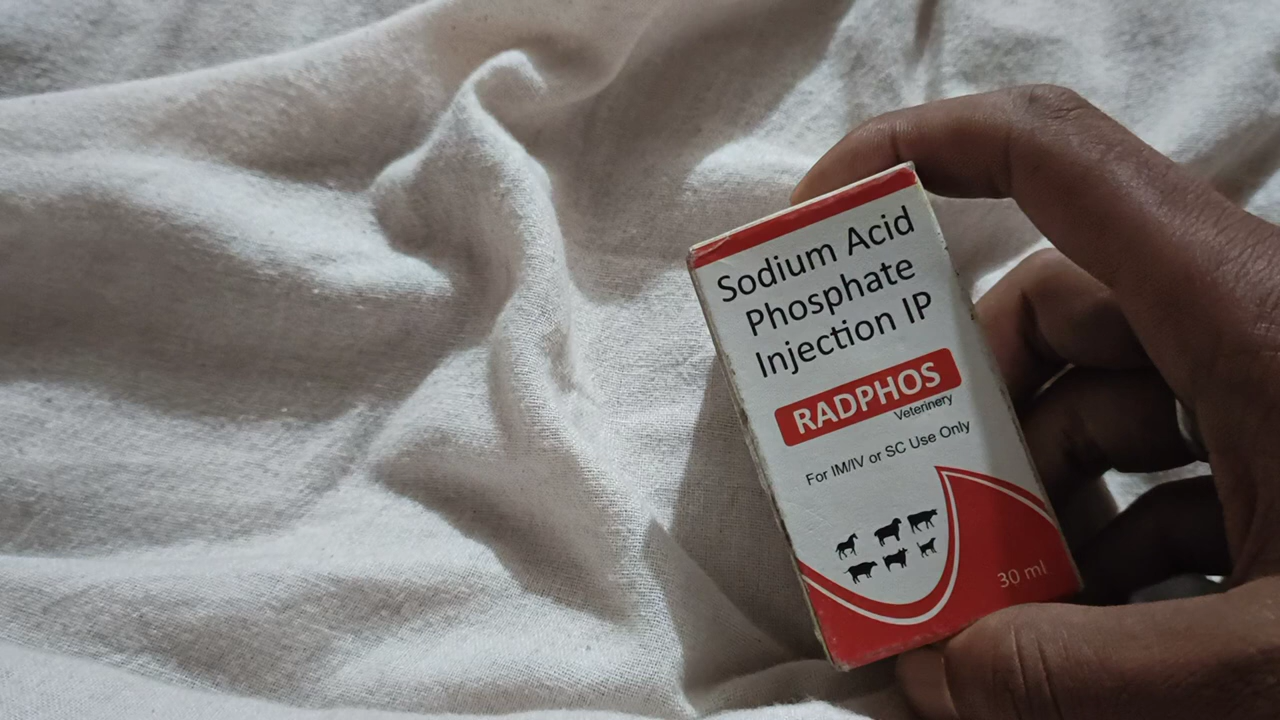 Sodium Acid
Phosphate
Injection IP
RADPHOS
Veterinery
For IM/IV or SC Use Only
30 ml